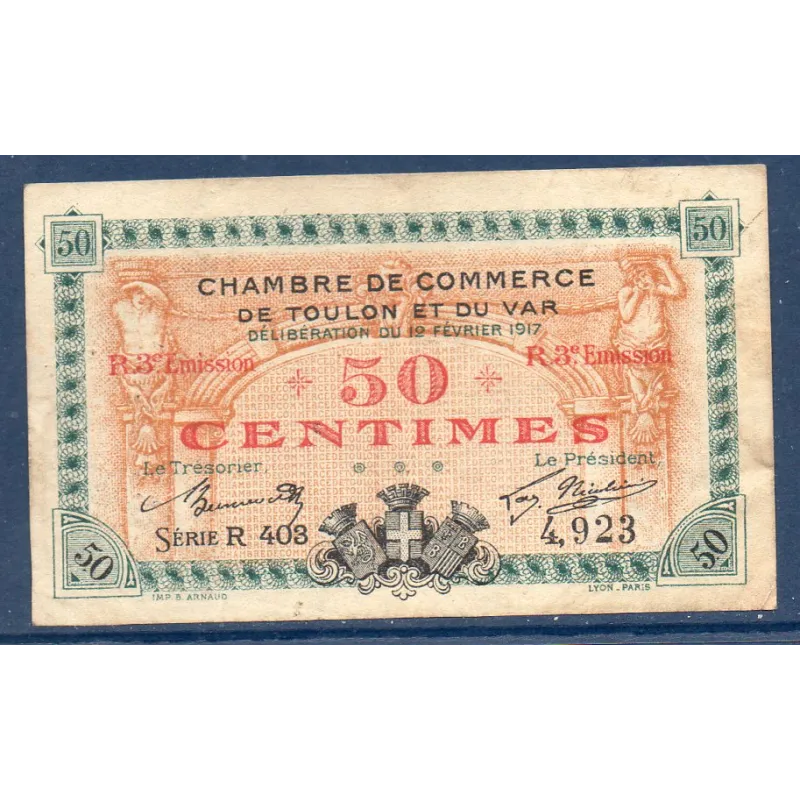 50 50
CHAMBRE DE COMMERCE
DE TOULON ET DU VAR
DÉLIBÉRATION DU 12 FÉVRIER 1917
R. 3e Emission R. 3e Emission
50
CENTIMES
Le Trésorier, Le Président,
SÉRIE R 403 4,923
50 50
IMP. B. ARNAUD LYON - PARIS